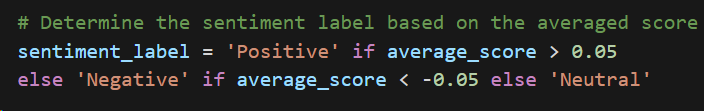 # Determine the sentiment label based on the averaged score
sentiment_label = 'Positive' if average_score > 0.05
else 'Negative' if average_score < -0.05 else 'Neutral'